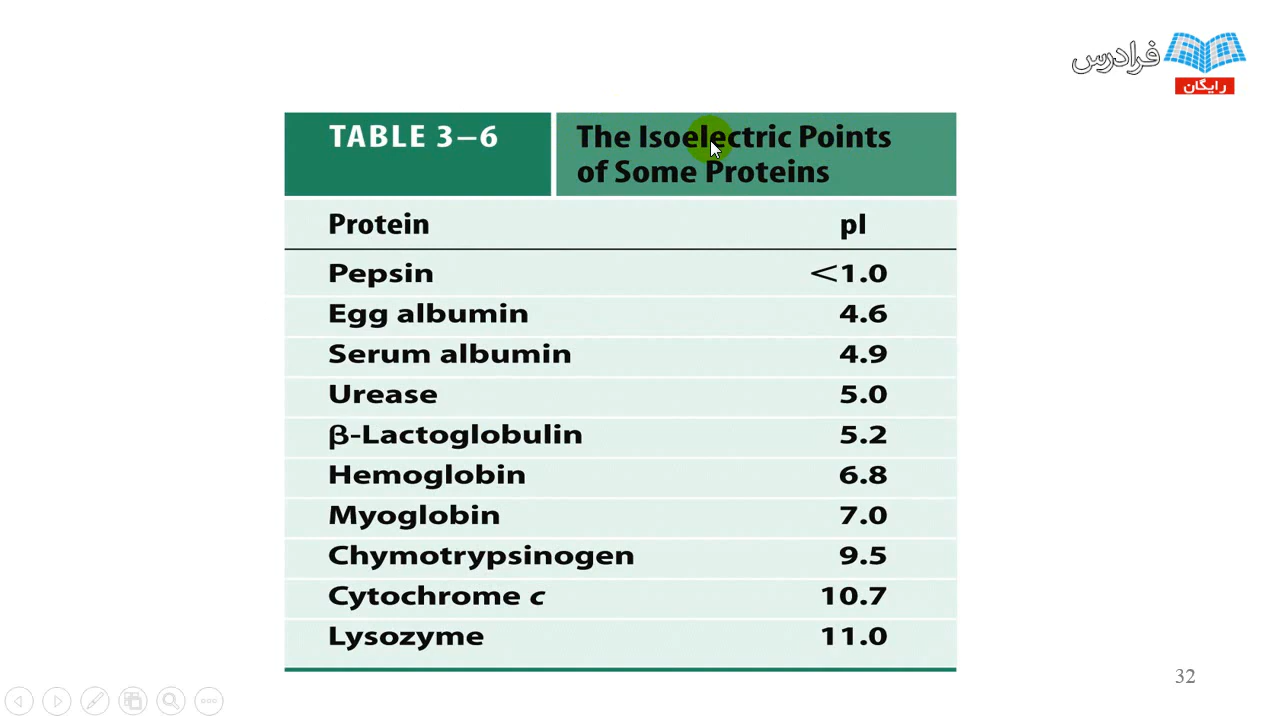 فرادرس
رایگان
TABLE 3–6
The Isoelectric Points
of Some Proteins
Protein pI
Pepsin <1.0
Egg albumin 4.6
Serum albumin 4.9
Urease 5.0
β-Lactoglobulin 5.2
Hemoglobin 6.8
Myoglobin 7.0
Chymotrypsinogen 9.5
Cytochrome c 10.7
Lysozyme 11.0
32